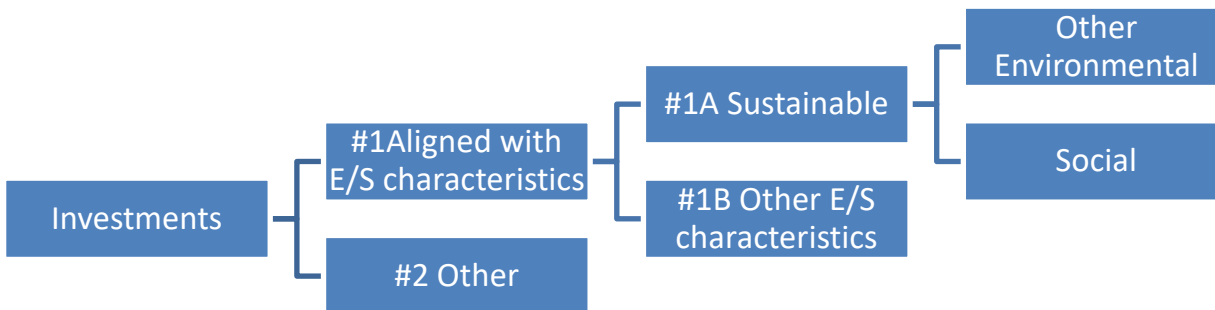 Investments
#1Aligned with
E/S characteristics
#2 Other
#1A Sustainable
#1B Other E/S
characteristics
Other
Environmental
Social